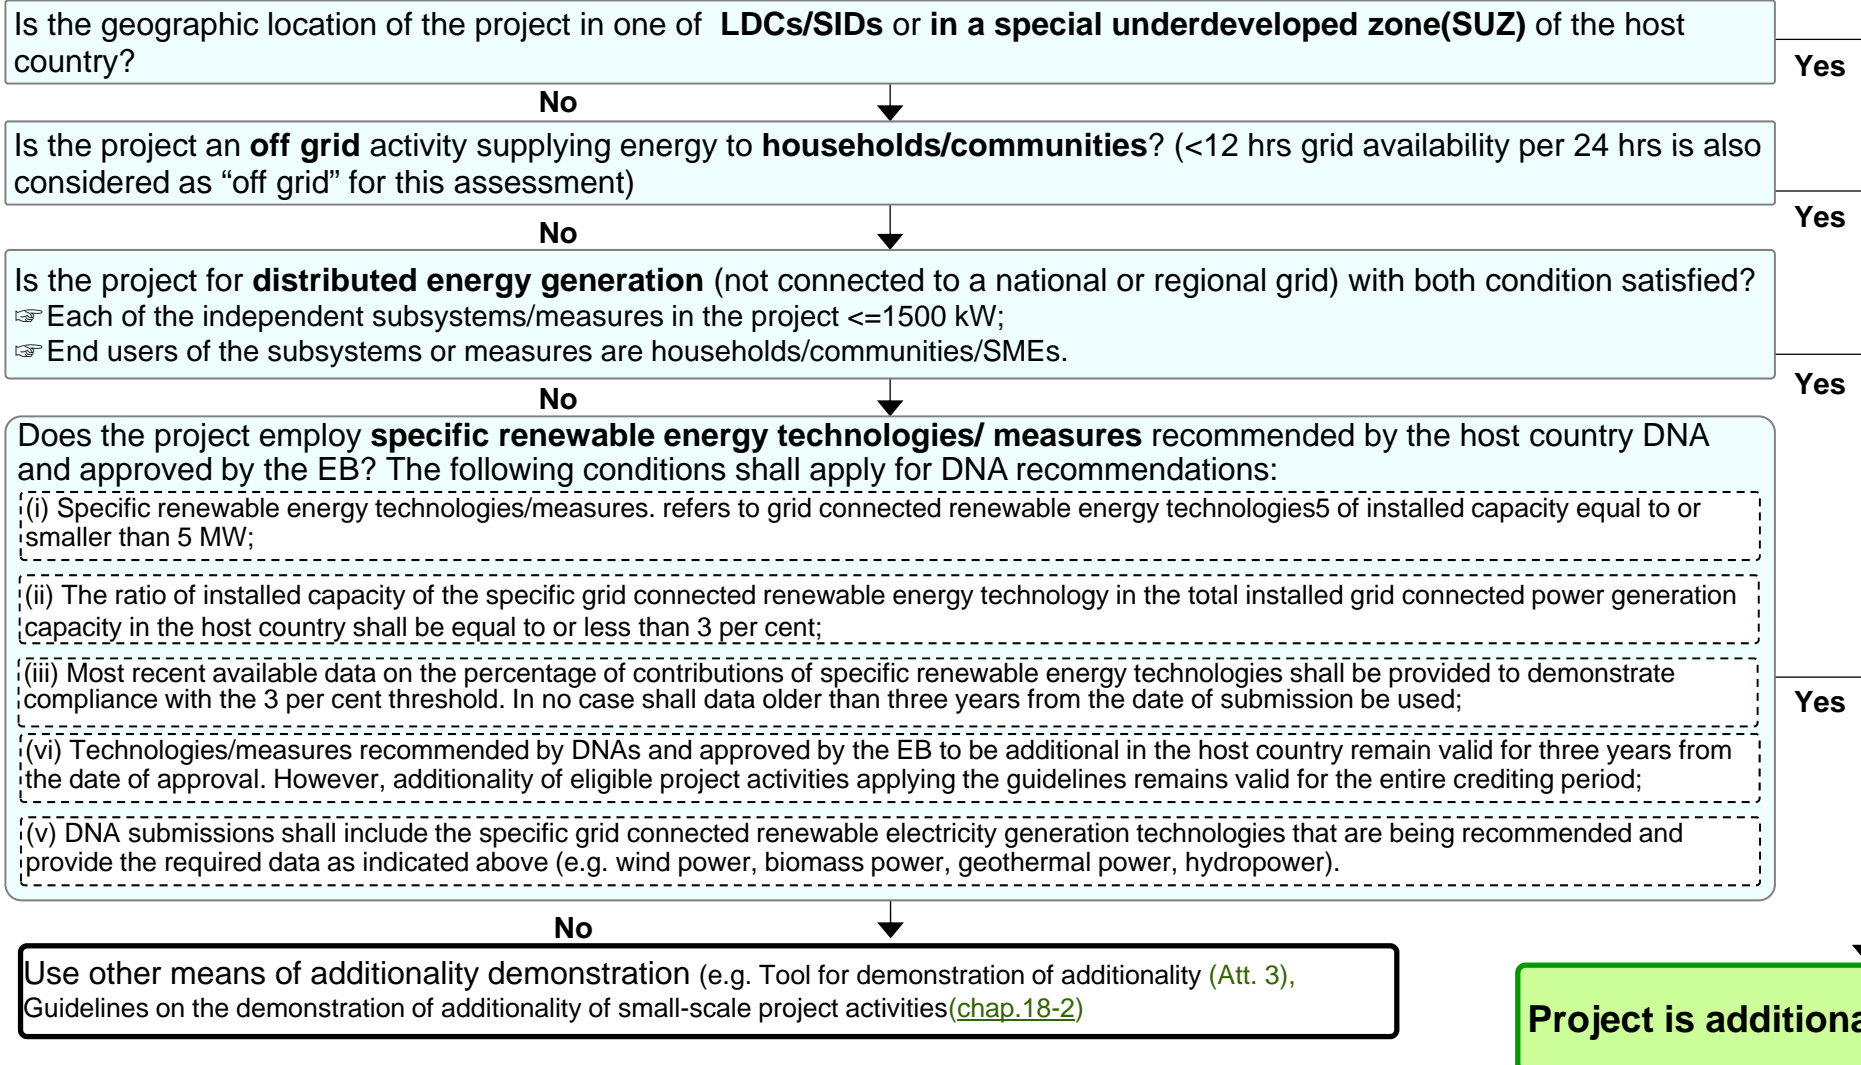 Is the geographic location of the project in one of LDCs/SIDs or in a special underdeveloped zone(SUZ) of the host
country?
Yes
No
Is the project an off grid activity supplying energy to households/communities? (<12 hrs grid availability per 24 hrs is also
considered as “off grid” for this assessment)
Yes
No
Is the project for distributed energy generation (not connected to a national or regional grid) with both condition satisfied?
☞Each of the independent subsystems/measures in the project <=1500 kW;
☞End users of the subsystems or measures are households/communities/SMEs.
Yes
No
Does the project employ specific renewable energy technologies/ measures recommended by the host country DNA
and approved by the EB? The following conditions shall apply for DNA recommendations:
(i) Specific renewable energy technologies/measures. refers to grid connected renewable energy technologies5 of installed capacity equal to or
smaller than 5 MW;
(ii) The ratio of installed capacity of the specific grid connected renewable energy technology in the total installed grid connected power generation
capacity in the host country shall be equal to or less than 3 per cent;
(iii) Most recent available data on the percentage of contributions of specific renewable energy technologies shall be provided to demonstrate
compliance with the 3 per cent threshold. In no case shall data older than three years from the date of submission be used;
Yes
(vi) Technologies/measures recommended by DNAs and approved by the EB to be additional in the host country remain valid for three years from
the date of approval. However, additionality of eligible project activities applying the guidelines remains valid for the entire crediting period;
(v) DNA submissions shall include the specific grid connected renewable electricity generation technologies that are being recommended and
provide the required data as indicated above (e.g. wind power, biomass power, geothermal power, hydropower).
No
Use other means of additionality demonstration (e.g. Tool for demonstration of additionality (Att. 3),
Guidelines on the demonstration of additionality of small-scale project activities(chap.18-2)
Project is additiona